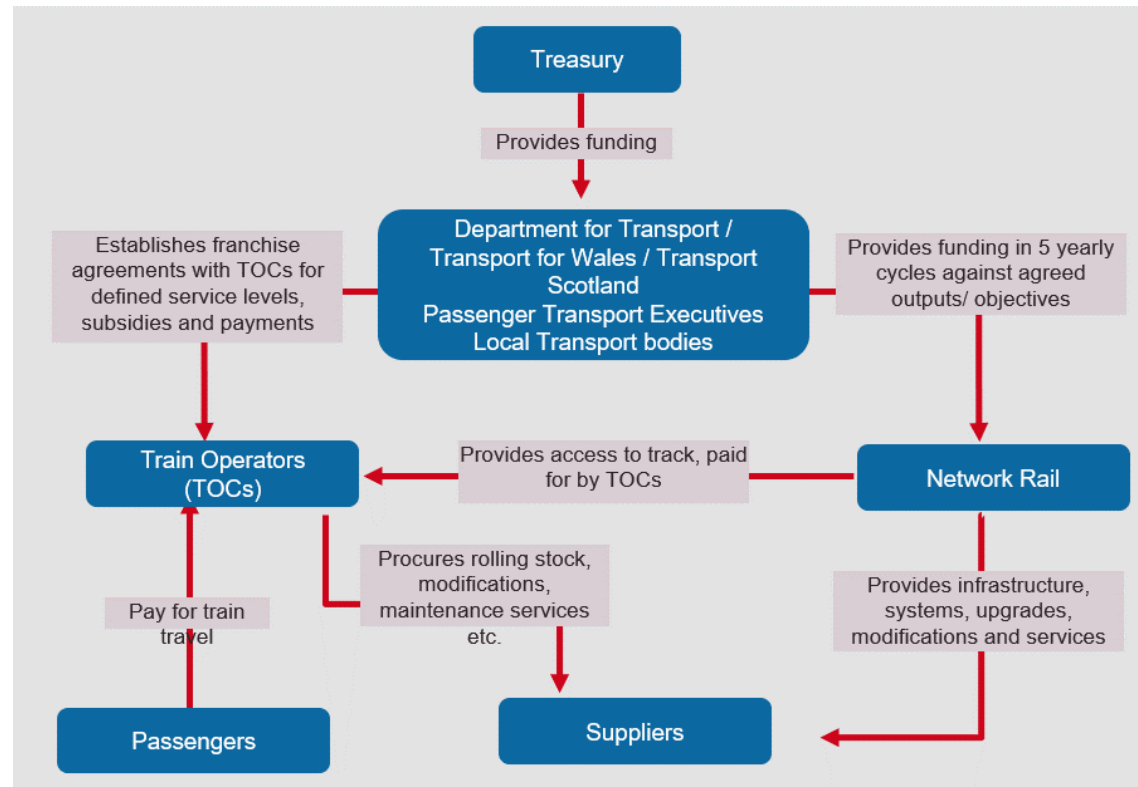 Treasury
Provides funding
Department for Transport /
Transport for Wales / Transport
Scotland
Passenger Transport Executives
Local Transport bodies
Establishes franchise
agreements with TOCs for
defined service levels,
subsidies and payments
Provides funding in 5 yearly
cycles against agreed
outputs/ objectives
Train Operators
(TOCs)
Provides access to track, paid
for by TOCs
Network Rail
Procures rolling stock,
modifications,
maintenance services
etc.
Provides infrastructure,
systems, upgrades,
modifications and services
Pay for train
travel
Passengers
Suppliers